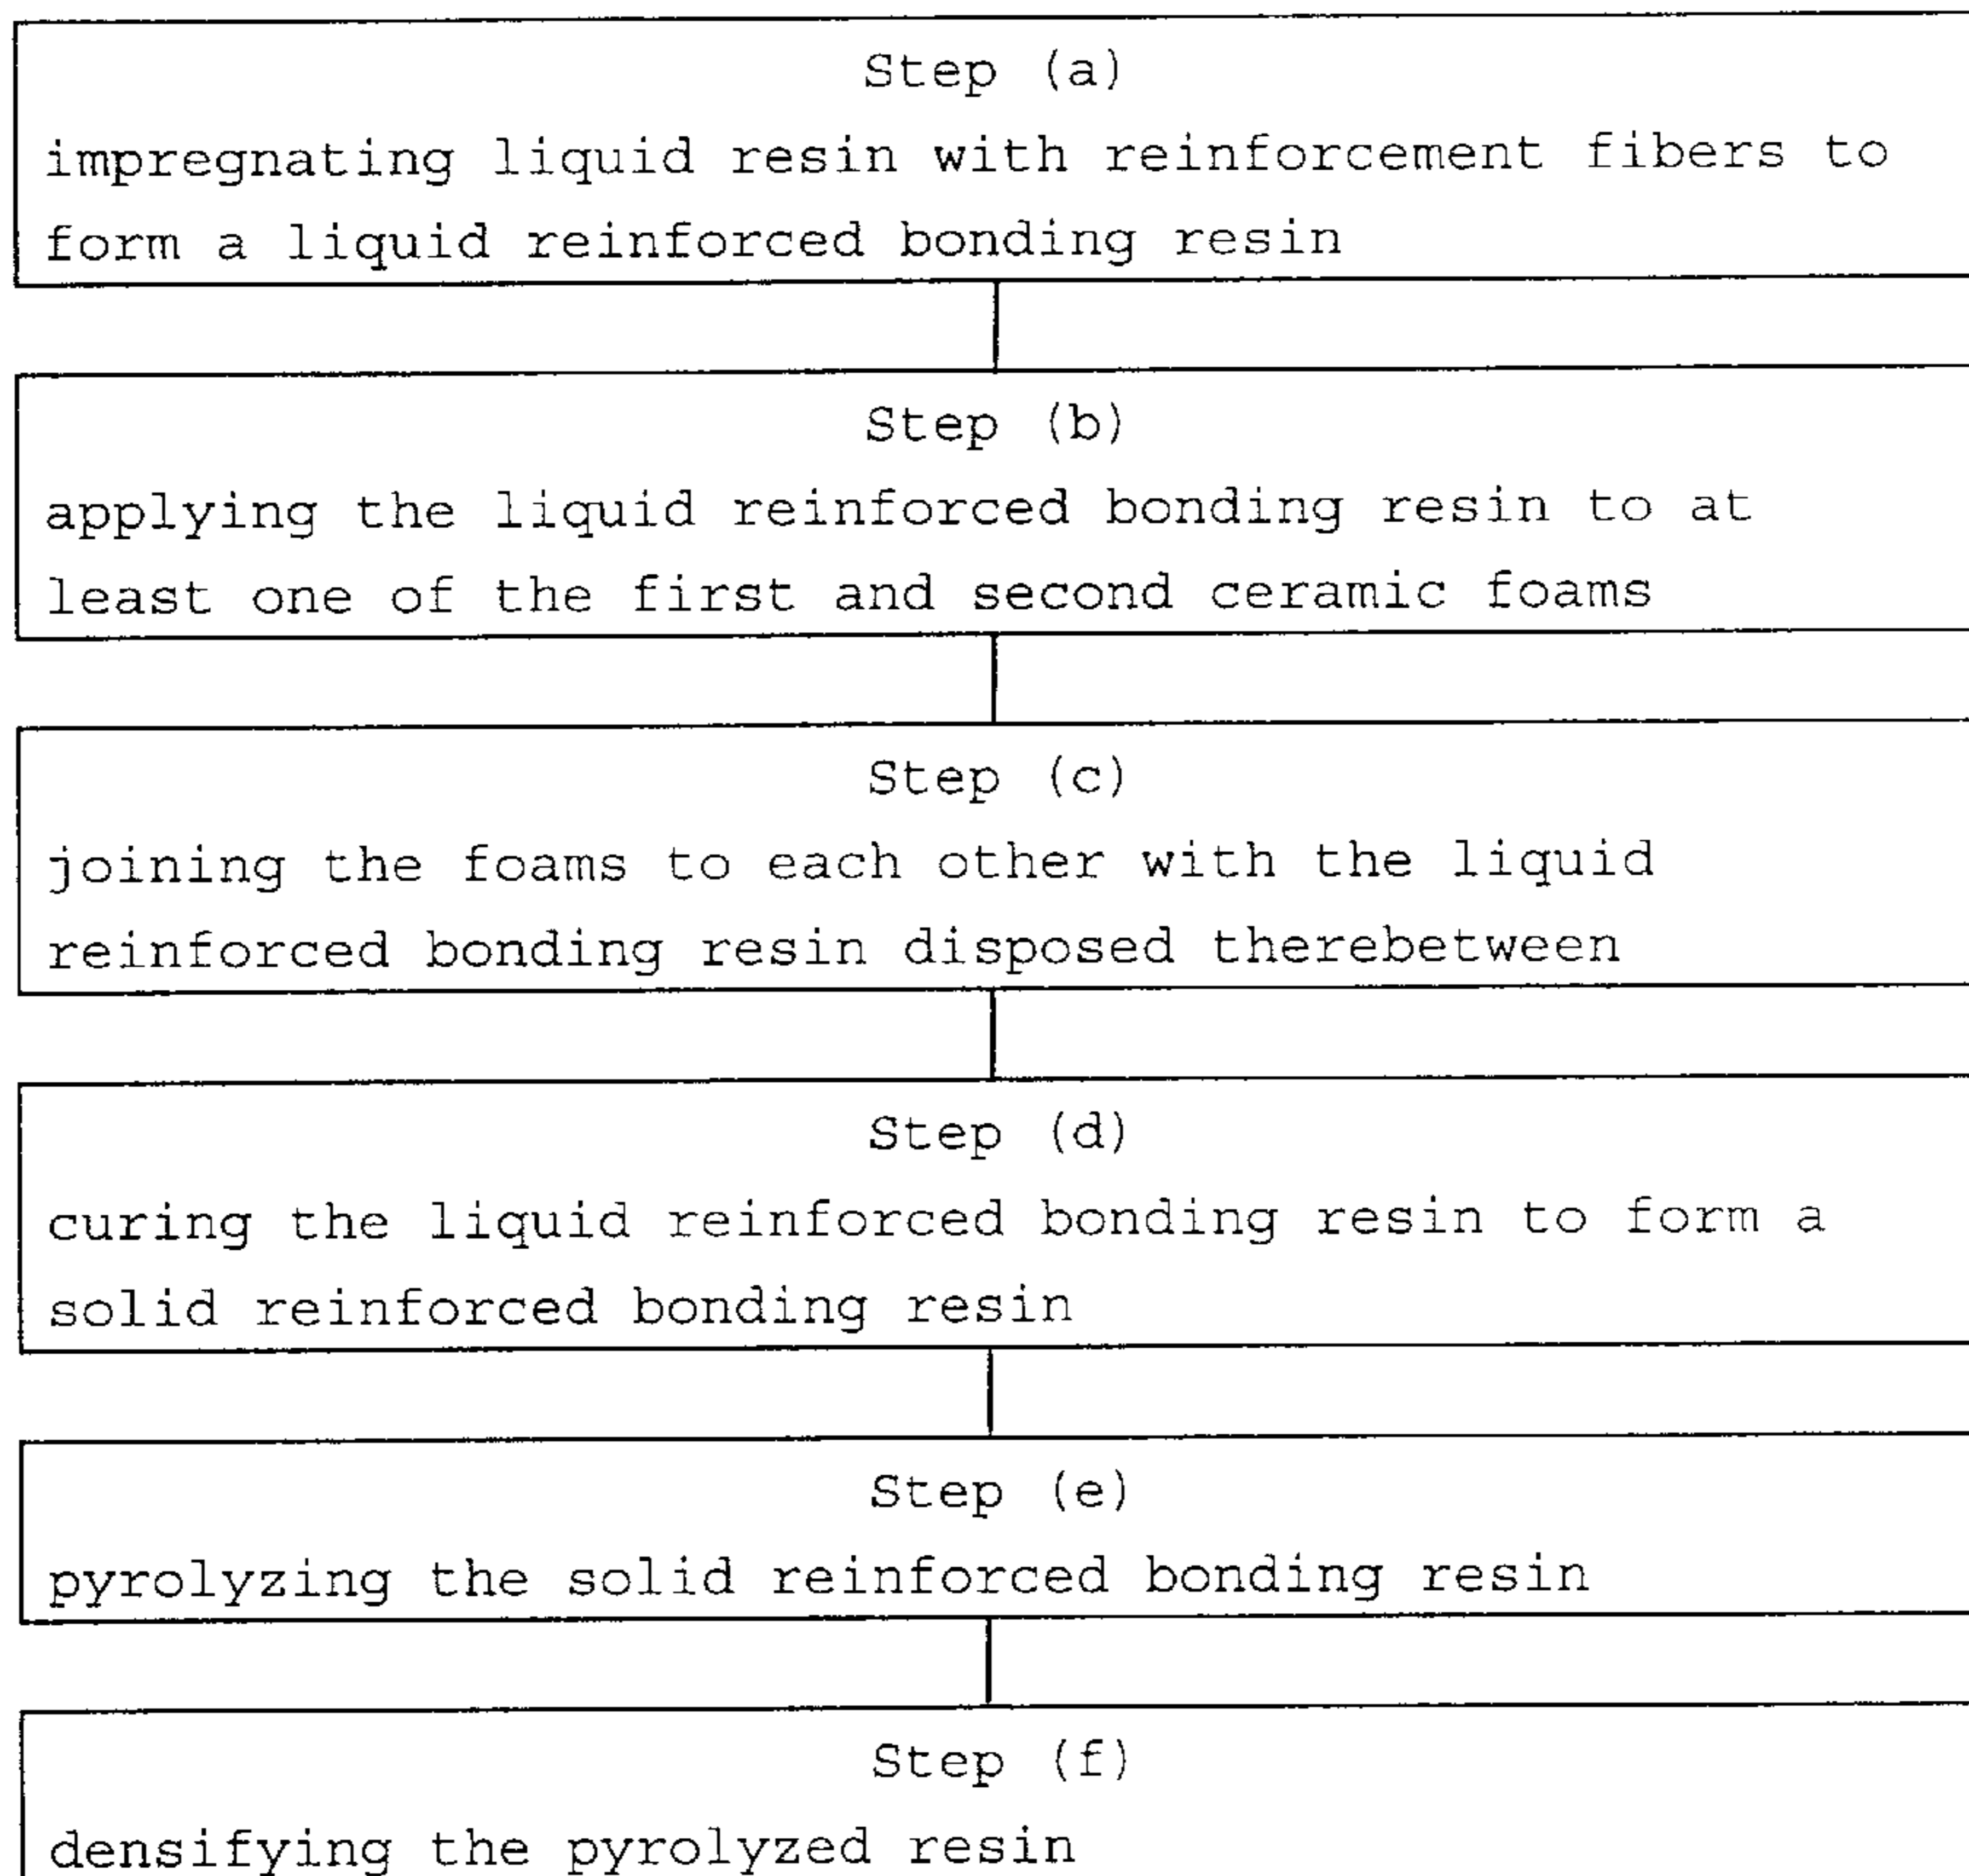 Step (a)
impregnating liquid resin with reinforcement fibers to
form a liquid reinforced bonding resin
Step (b)
applying the liquid reinforced bonding resin to at
least one of the first and second ceramic foams
Step (c)
joining the foams to each other with the liquid
reinforced bonding resin disposed therebetween
Step (d)
curing the liquid reinforced bonding resin to form a
solid reinforced bonding resin
Step (e)
pyrolyzing the solid reinforced bonding resin
Step (f)
densifying the pyrolyzed resin